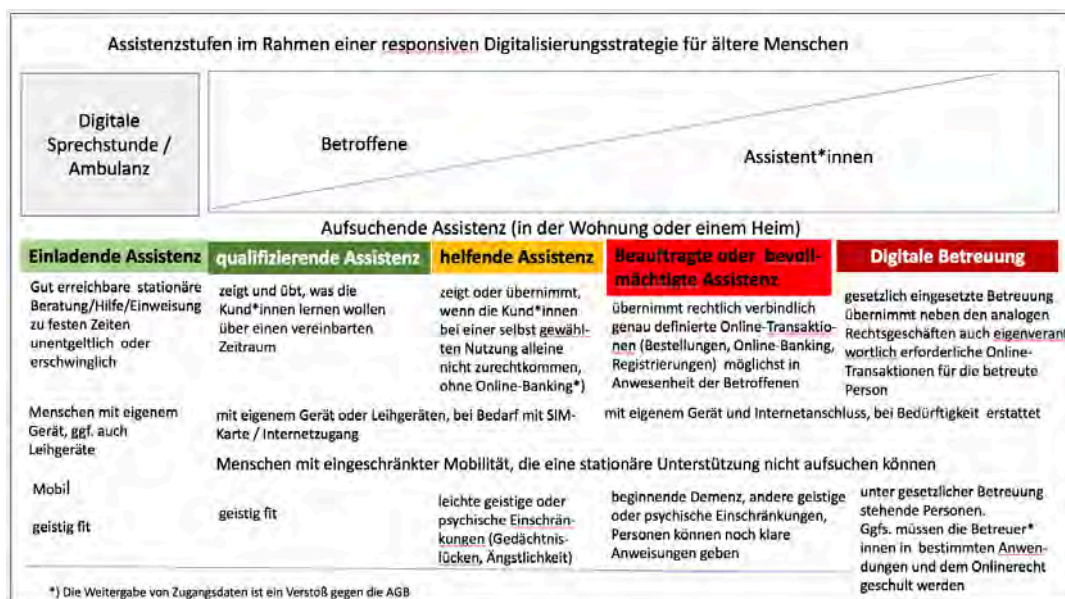 Assistenzstufen im Rahmen einer responsiven Digitalisierungsstrategie für ältere Menschen
Digitale
Sprechstunde /
Ambulanz
Betroffene
Assistent*innen
Aufsuchende Assistenz (in der Wohnung oder einem Heim)
Einladende Assistenz
Gut erreichbare stationäre
Beratung/Hilfe/Einweisung
zu festen Zeiten
unentgeltlich oder
erschwinglich
qualifizierende Assistenz
zeigt und übt, was die
Kund*innen lernen wollen
über einen vereinbarten
Zeitraum
helfende Assistenz
zeigt oder übernimmt,
wenn die Kund*innen
bei einer selbst gewähl-
ten Nutzung alleine
nicht zurechtkommen,
ohne Online-Banking*)
Beauftragte oder bevoll-
mächtigte Assistenz
übernimmt rechtlich verbindlich
genau definierte Online-Transaktio-
nen (Bestellungen, Online-Banking,
Registrierungen) möglichst in
Anwesenheit der Betroffenen
Digitale Betreuung
gesetzlich eingesetzte Betreuung
übernimmt neben den analogen
Rechtsgeschäften auch eigenverant
wortlich erforderliche Online-
Transaktionen für die betreute
Person
Menschen mit eigenem
Gerät, ggf. auch
Leihgeräte
mit eigenem Gerät oder Leihgeräten, bei Bedarf mit SIM-
Karte / Internetzugang
mit eigenem Gerät und Internetanschluss, bei Bedürftigkeit erstattet
Menschen mit eingeschränkter Mobilität, die eine stationäre Unterstützung nicht aufsuchen können
Mobil
geistig fit
geistig fit
leichte geistige oder
psychische Einschrän-
kungen (Gedächtnis-
lücken, Ängstlichkeit)
beginnende Demenz, andere geistige
oder psychische Einschränkungen,
Personen können noch klare
Anweisungen geben
unter gesetzlicher Betreuung
stehende Personen.
Ggfs. müssen die Betreuer*
innen in bestimmten Anwen-
dungen und dem Onlinerecht
geschult werden
*) Die Weitergabe von Zugangsdaten ist ein Verstoß gegen die AGB